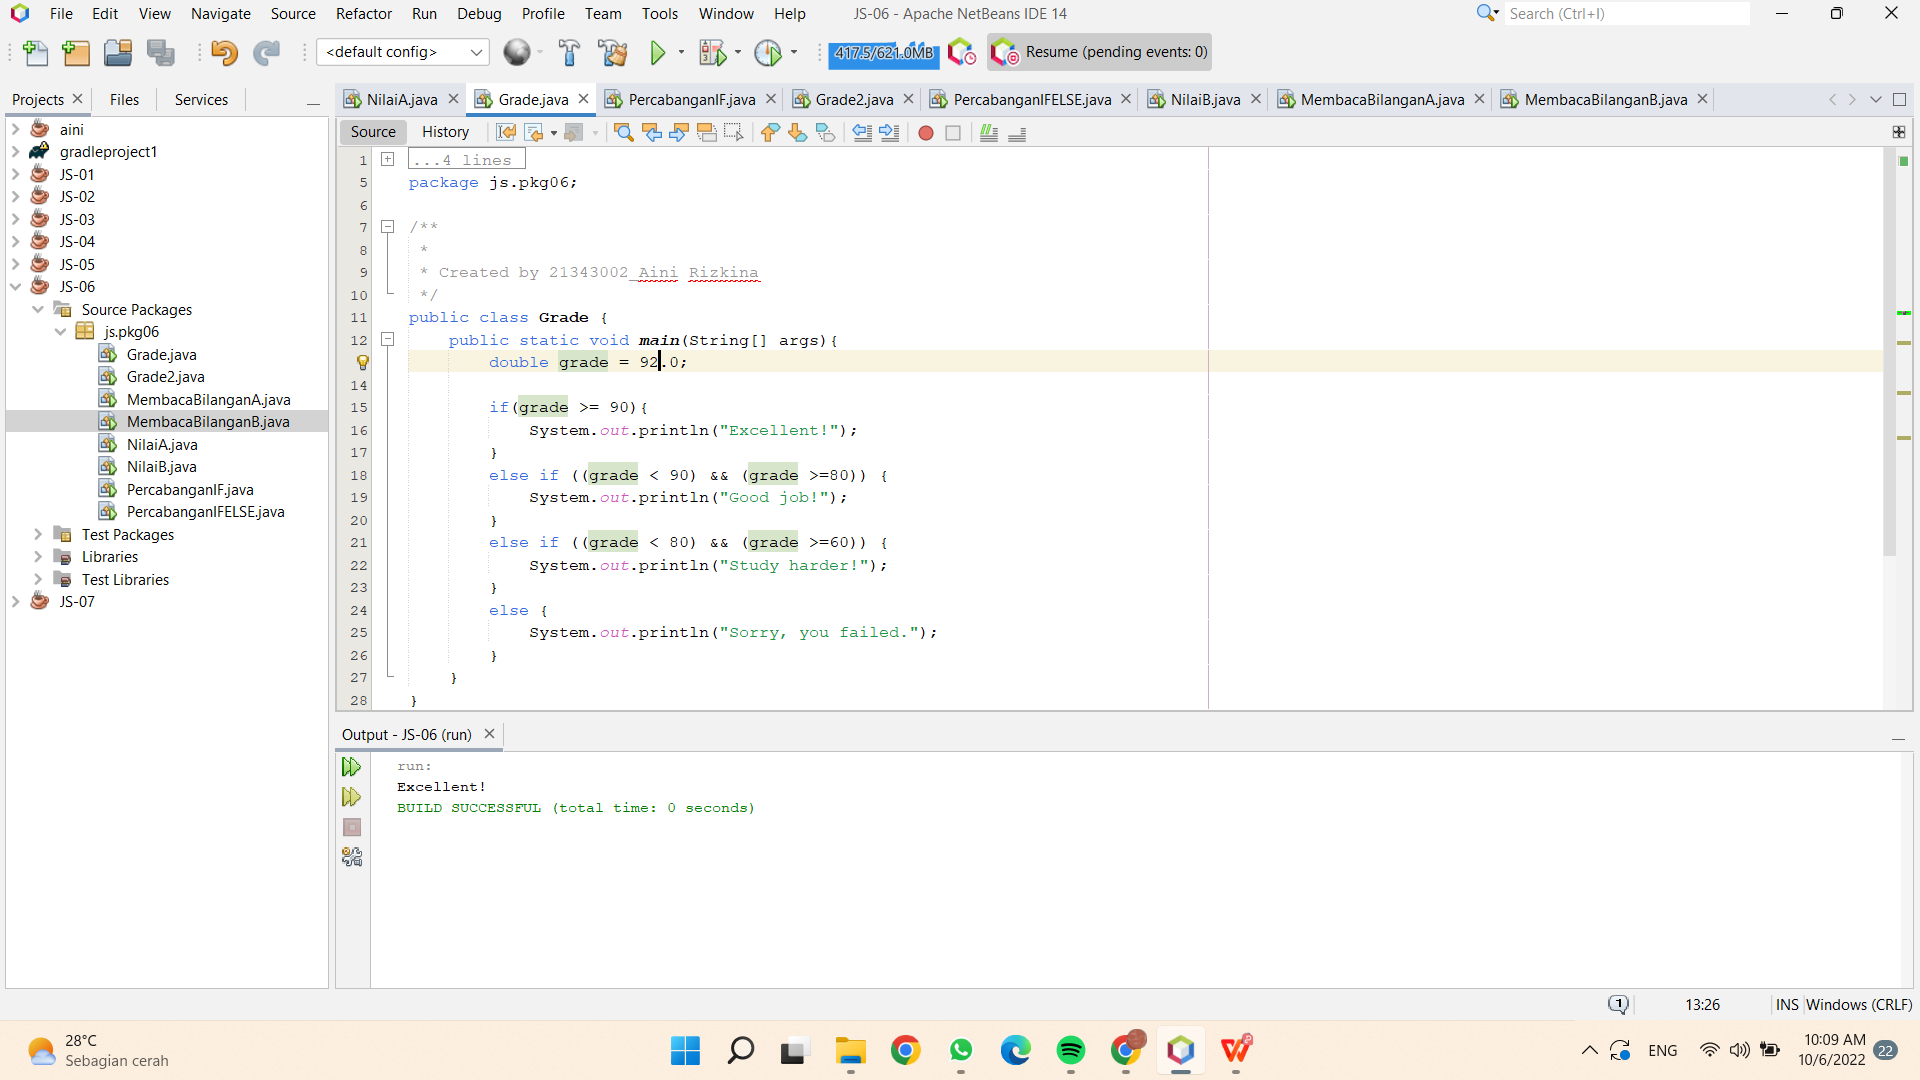 File Edit View Navigate Source Refactor Run Debug Profile Team Tools Window Help JS-06 - Apache NetBeans IDE 14 Search (Ctrl+I)
<default config> 417.5/621.0MB Resume (pending events: 0)
Projects Files Services
NilaiA.java Grade.java PercabanganIF.java Grade2.java PercabanganIFELSE.java NilaiB.java MembacaBilanganA.java MembacaBilanganB.java
Source History
aini
gradleproject1
JS-01
JS-02
JS-03
JS-04
JS-05
JS-06
Source Packages
js.pkg06
Grade.java
Grade2.java
MembacaBilanganA.java
MembacaBilanganB.java
NilaiA.java
NilaiB.java
PercabanganIF.java
PercabanganIFELSE.java
Test Packages
Libraries
Test Libraries
JS-07
1 ...4 lines
5 package js.pkg06;
6
7 /**
8 *
9 * Created by 21343002_Aini Rizkina
10 */
11 public class Grade {
12 public static void main(String[] args){
double grade = 92.0;
14
15 if(grade >= 90){
16 System.out.println("Excellent!");
17 }
18 else if ((grade < 90) && (grade >=80)) {
19 System.out.println("Good job!");
20 }
21 else if ((grade < 80) && (grade >=60)) {
22 System.out.println("Study harder!");
23 }
24 else {
25 System.out.println("Sorry, you failed.");
26 }
27 }
28 }
Output - JS-06 (run)
run:
Excellent!
BUILD SUCCESSFUL (total time: 0 seconds)
1 13:26 INS Windows (CRLF)
28°C
Sebagian cerah
ENG
10:09 AM
10/6/2022
22